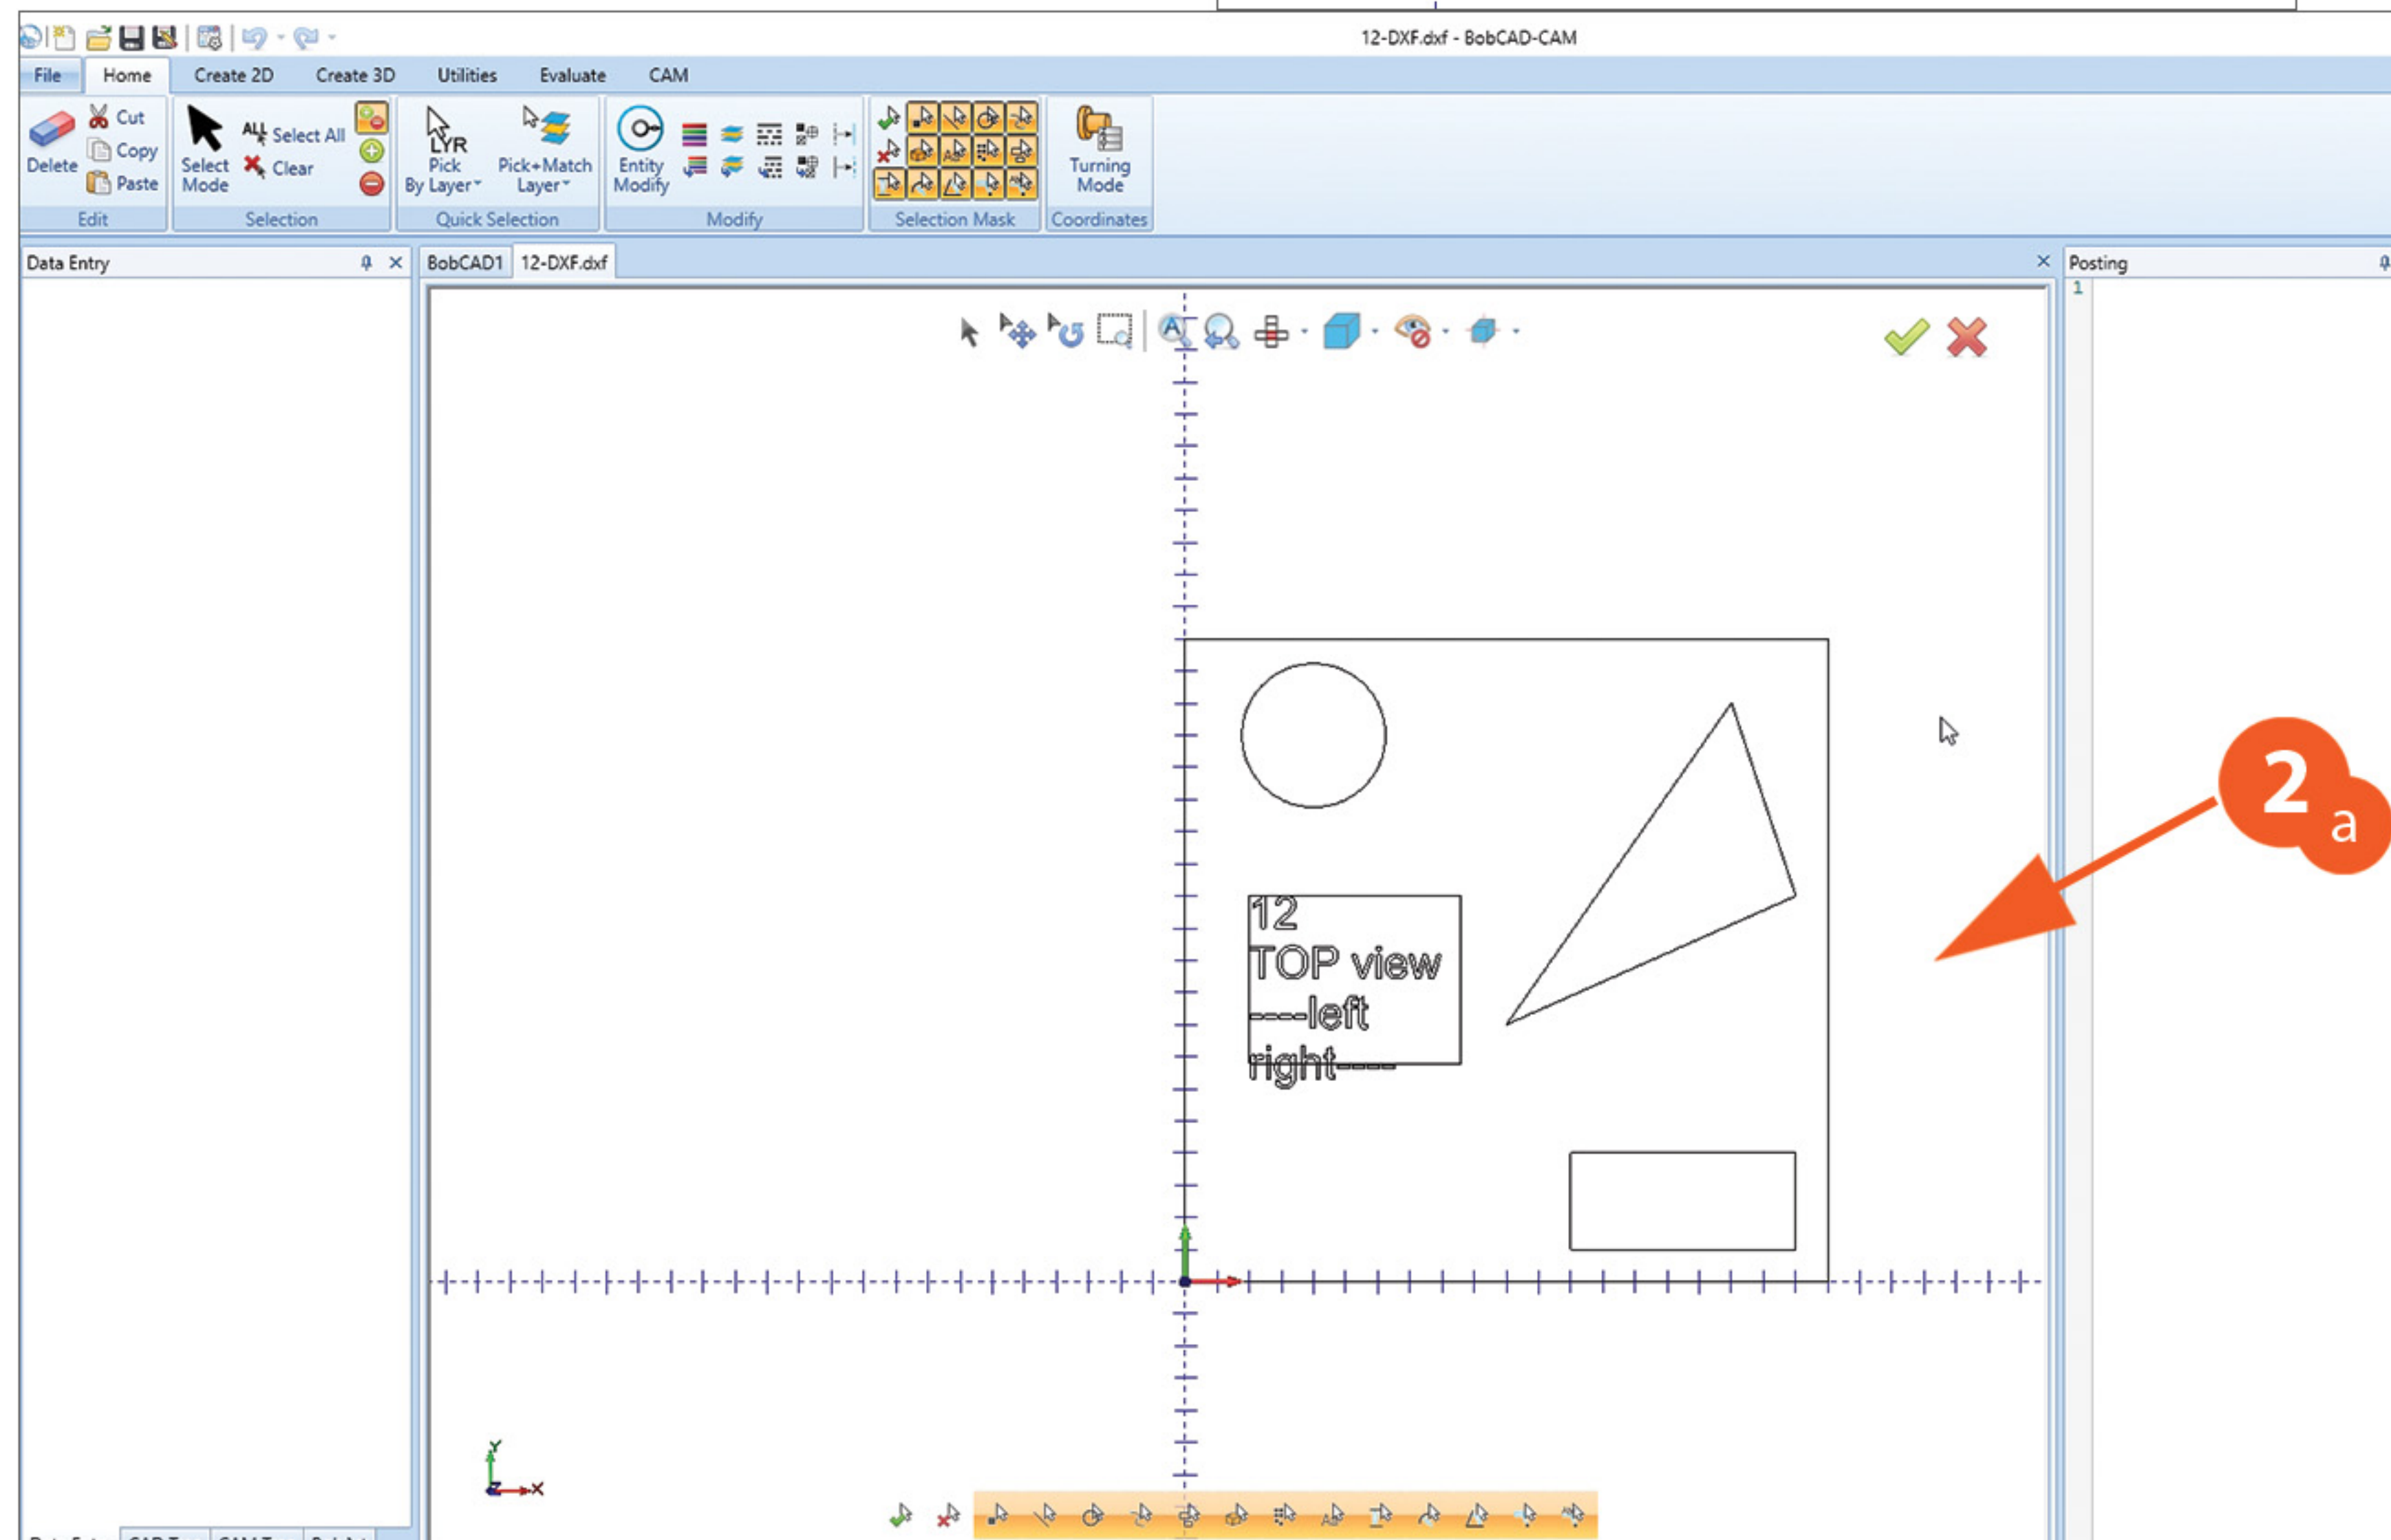 12-DXF.dxf - BobCAD-CAM
File Home Create 2D Create 3D Utilities Evaluate CAM
Delete
Cut
Copy
Paste
Select Mode
ALL Select All
Clear
LYR
Pick By Layer
Pick+Match Layer
Entity Modify
Turning Mode
Edit Selection Quick Selection Modify Selection Mask Coordinates
Data Entry
BobCAD1 12-DXF.dxf
Posting
1
A
2
a
12
TOP view
----left
right----
Y
Z X